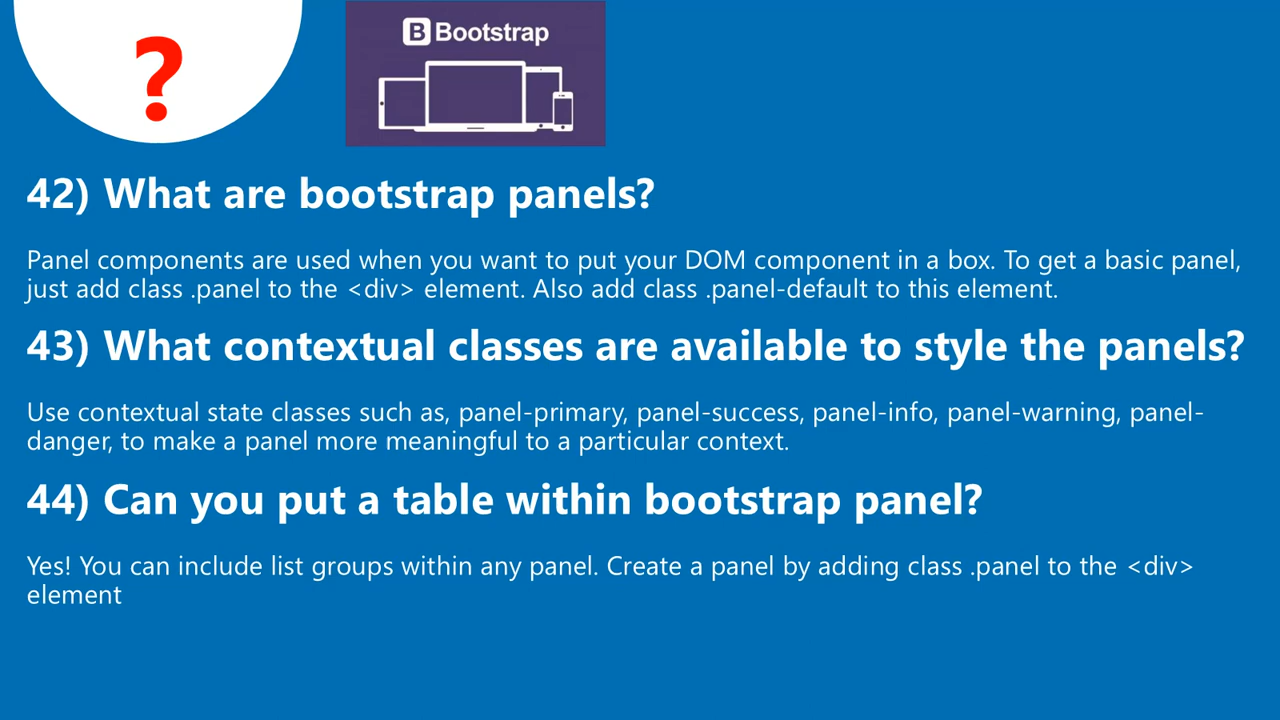 ?
B Bootstrap
42) What are bootstrap panels?
Panel components are used when you want to put your DOM component in a box. To get a basic panel,
just add class .panel to the <div> element. Also add class .panel-default to this element.
43) What contextual classes are available to style the panels?
Use contextual state classes such as, panel-primary, panel-success, panel-info, panel-warning, panel-
danger, to make a panel more meaningful to a particular context.
44) Can you put a table within bootstrap panel?
Yes! You can include list groups within any panel. Create a panel by adding class .panel to the <div>
element